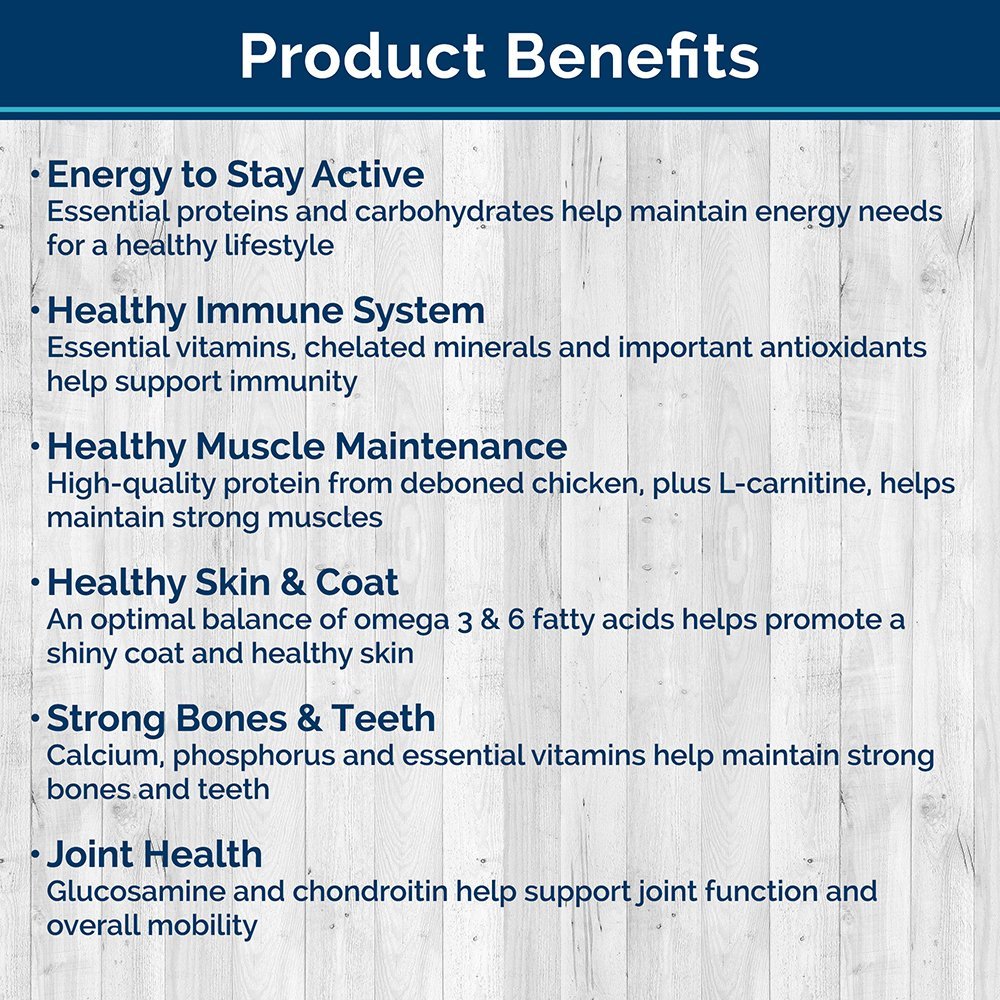 Product Benefits
• Energy to Stay Active
Essential proteins and carbohydrates help maintain energy needs
for a healthy lifestyle
• Healthy Immune System
Essential vitamins, chelated minerals and important antioxidants
help support immunity
• Healthy Muscle Maintenance
High-quality protein from deboned chicken, plus L-carnitine, helps
maintain strong muscles
• Healthy Skin & Coat
An optimal balance of omega 3 & 6 fatty acids helps promote a
shiny coat and healthy skin
• Strong Bones & Teeth
Calcium, phosphorus and essential vitamins help maintain strong
bones and teeth
• Joint Health
Glucosamine and chondroitin help support joint function and
overall mobility